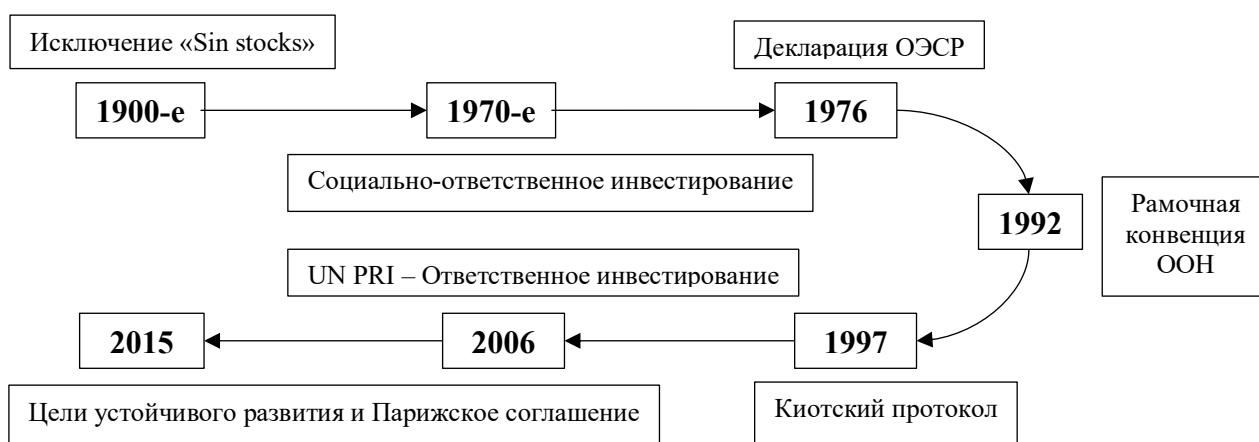 Исключение «Sin stocks»
Декларация ОЭСР
1900-е
1970-е
1976
Социально-ответственное инвестирование
1992
Рамочная
конвенция
ООН
UN PRI – Ответственное инвестирование
2015
2006
1997
Цели устойчивого развития и Парижское соглашение
Киотский протокол